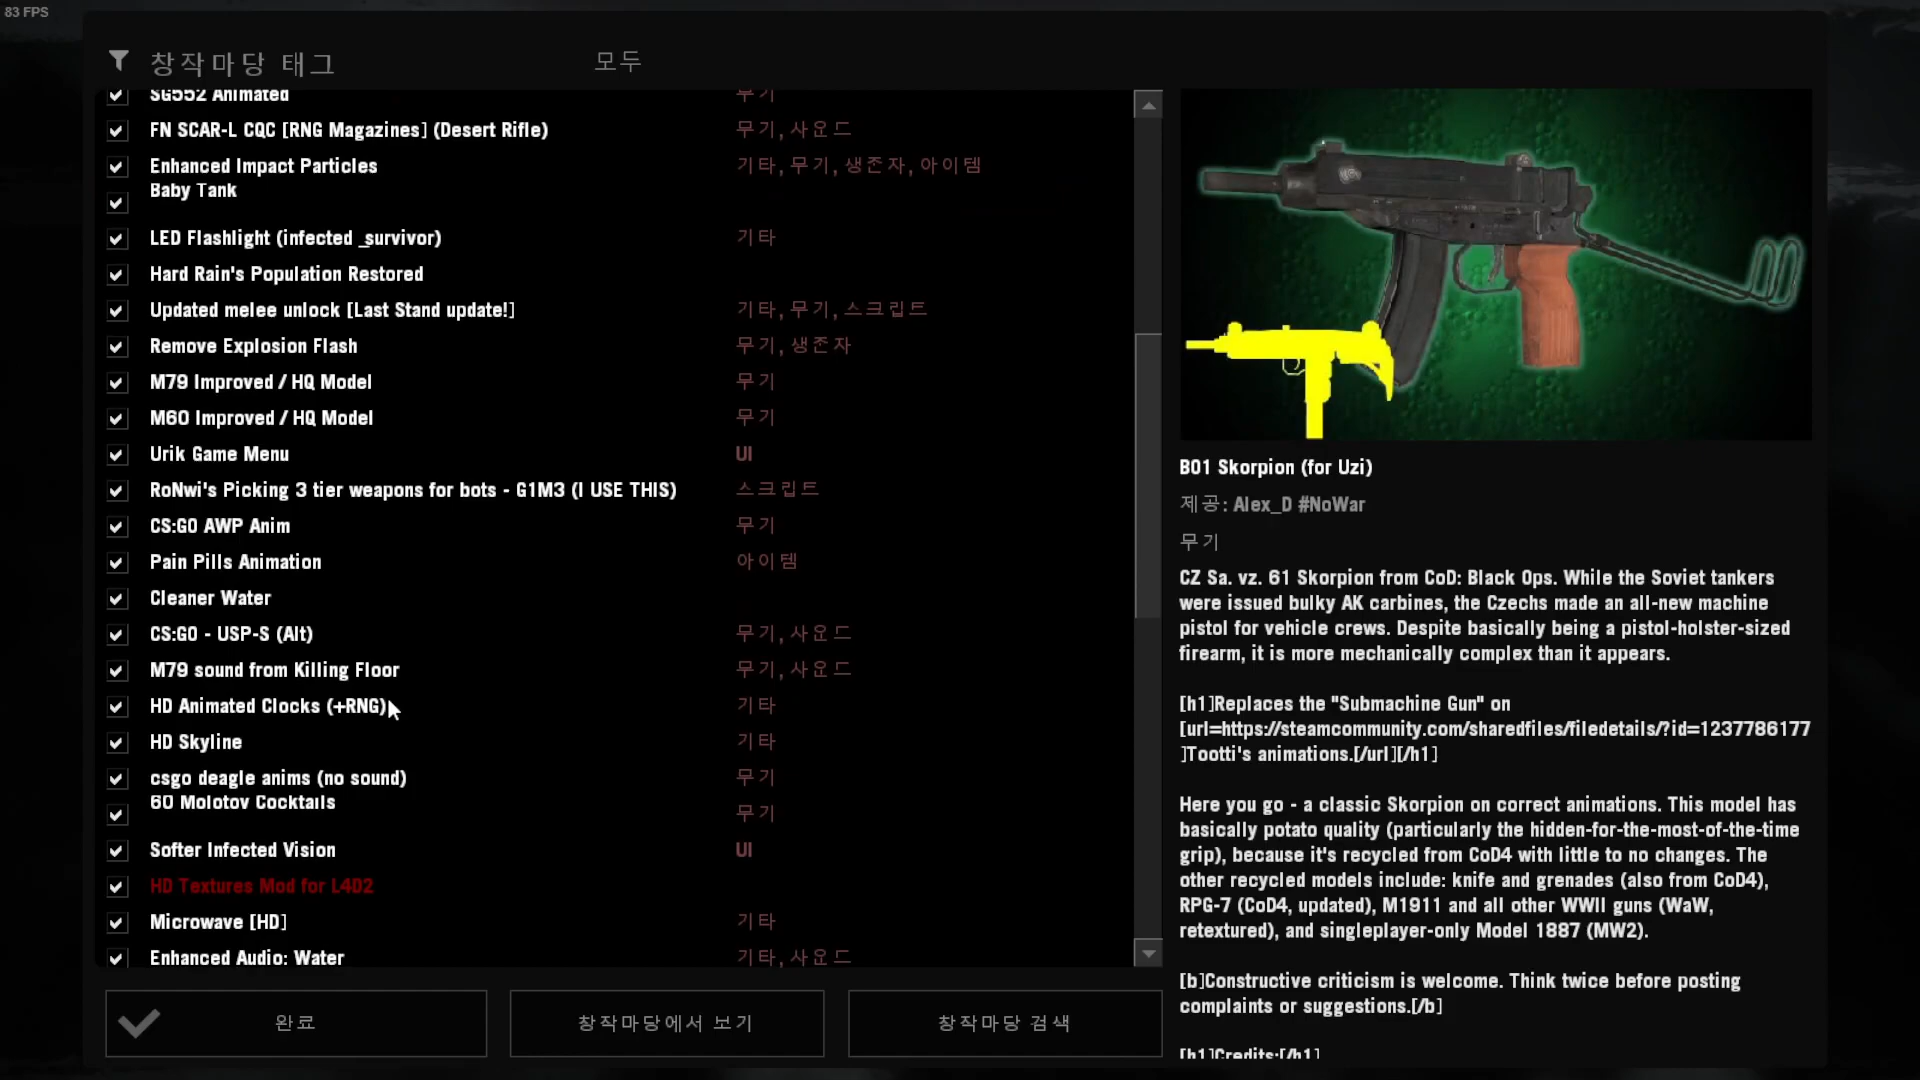 83 FPS
창작마당 태그 모두
SG552 Animated 무기
FN SCAR-L CQC [RNG Magazines] (Desert Rifle) 무기, 사운드
Enhanced Impact Particles 기타, 무기, 생존자, 아이템
Baby Tank
LED Flashlight (infected _survivor) 기타
Hard Rain's Population Restored
Updated melee unlock [Last Stand update!] 기타, 무기, 스크립트
Remove Explosion Flash 무기, 생존자
M79 Improved / HQ Model 무기
M60 Improved / HQ Model 무기
Urik Game Menu UI
RoNwi's Picking 3 tier weapons for bots - G1M3 (I USE THIS) 스크립트
CS:GO AWP Anim 무기
Pain Pills Animation 아이템
Cleaner Water
CS:GO - USP-S (Alt) 무기, 사운드
M79 sound from Killing Floor 무기, 사운드
HD Animated Clocks (+RNG) 기타
HD Skyline 기타
csgo deagle anims (no sound) 무기
60 Molotov Cocktails 무기
Softer Infected Vision UI
HD Textures Mod for L4D2
Microwave [HD] 기타
Enhanced Audio: Water 기타, 사운드
완료
창작마당에서 보기
창작마당 검색
BO1 Skorpion (for Uzi)
제공: Alex_D #NoWar
무기
CZ Sa. vz. 61 Skorpion from CoD: Black Ops. While the Soviet tankers
were issued bulky AK carbines, the Czechs made an all-new machine
pistol for vehicle crews. Despite basically being a pistol-holster-sized
firearm, it is more mechanically complex than it appears.
[h1]Replaces the "Submachine Gun" on
[url=https://steamcommunity.com/sharedfiles/filedetails/?id=1237786177
]Tootti's animations.[/url][/h1]
Here you go - a classic Skorpion on correct animations. This model has
basically potato quality (particularly the hidden-for-the-most-of-the-time
grip), because it's recycled from CoD4 with little to no changes. The
other recycled models include: knife and grenades (also from CoD4),
RPG-7 (CoD4, updated), M1911 and all other WWII guns (WaW,
retextured), and singleplayer-only Model 1887 (MW2).
[b]Constructive criticism is welcome. Think twice before posting
complaints or suggestions.[/b]
[h1]Credits:[/h1]